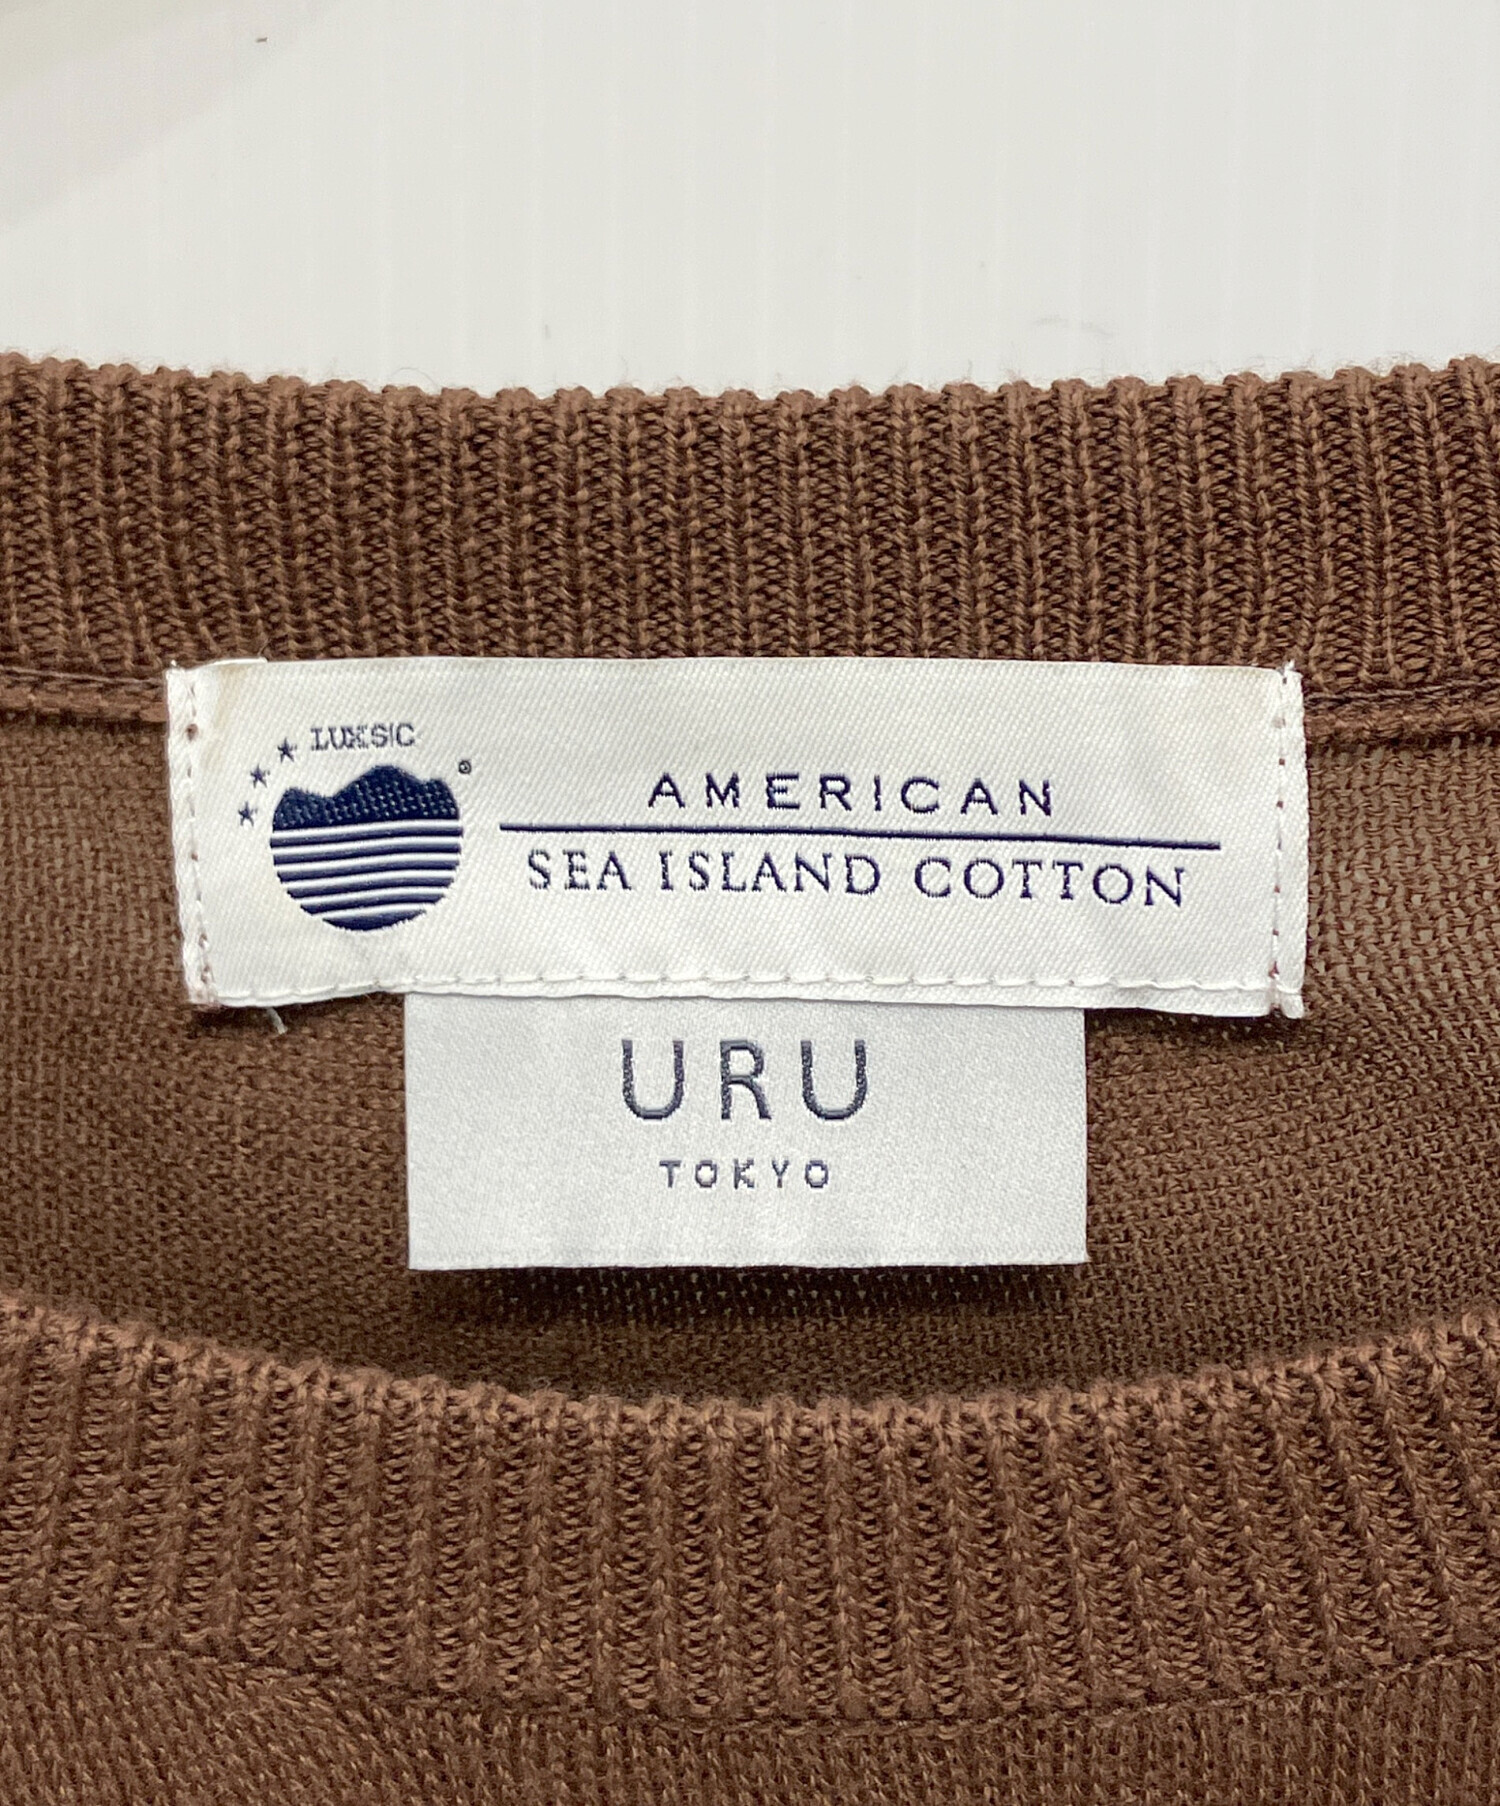 LUXSIC
®
AMERICAN
SEA ISLAND COTTON
URU
TOKYO